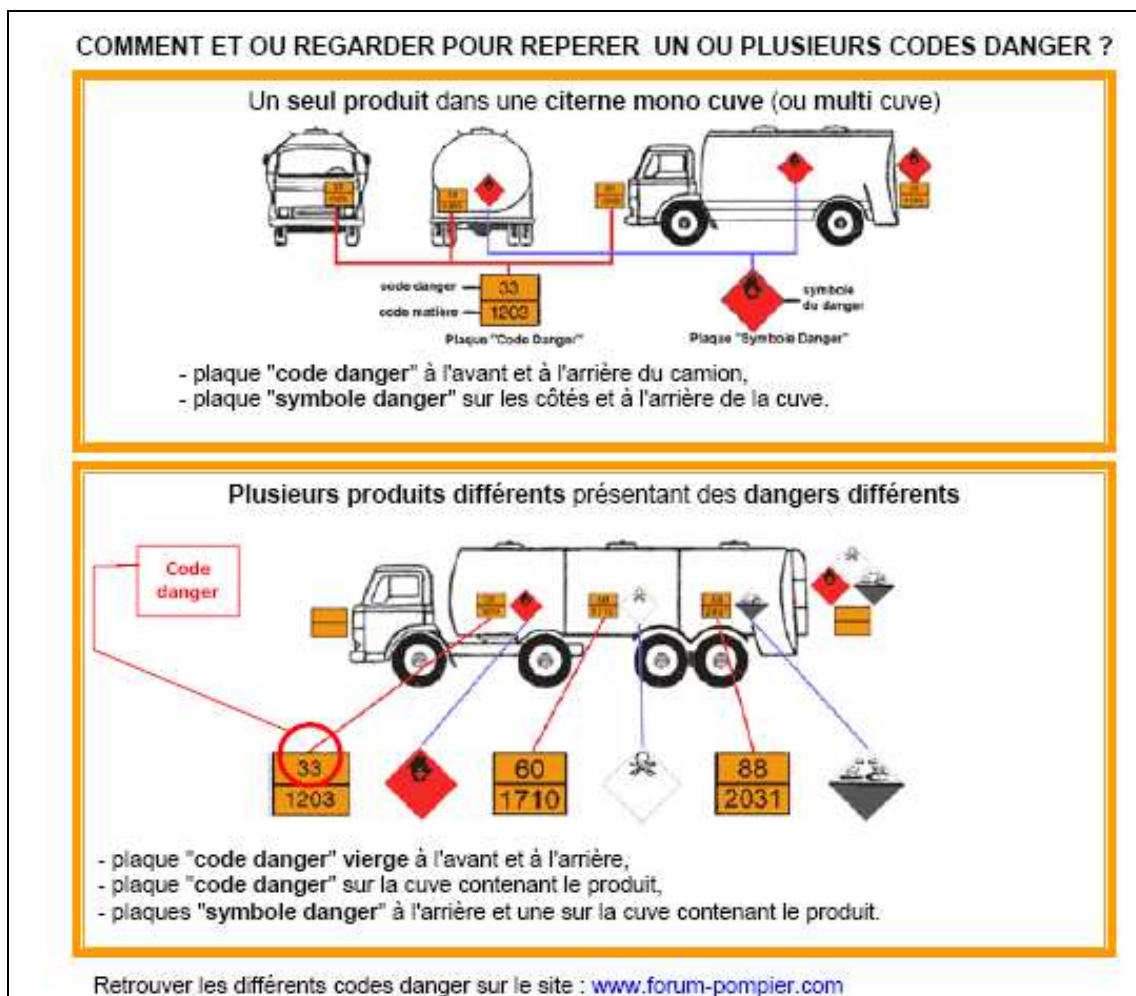 COMMENT ET OU REGARDER POUR REPERER UN OU PLUSIEURS CODES DANGER ?
Un seul produit dans une citerne mono cuve (ou multi cuve)
code danger
33
code matière
1203
Plaque "Code Danger"
symbole
du danger
Plaque "Symbole Danger"
- plaque "code danger" à l'avant et à l'arrière du camion,
- plaque "symbole danger" sur les côtés et à l'arrière de la cuve.
Plusieurs produits différents présentant des dangers différents
Code
danger
33
1203
60
1710
88
2031
- plaque "code danger" vierge à l'avant et à l'arrière,
- plaque "code danger" sur la cuve contenant le produit,
- plaques "symbole danger" à l'arrière et une sur la cuve contenant le produit.
Retrouver les différents codes danger sur le site : www.forum-pompier.com